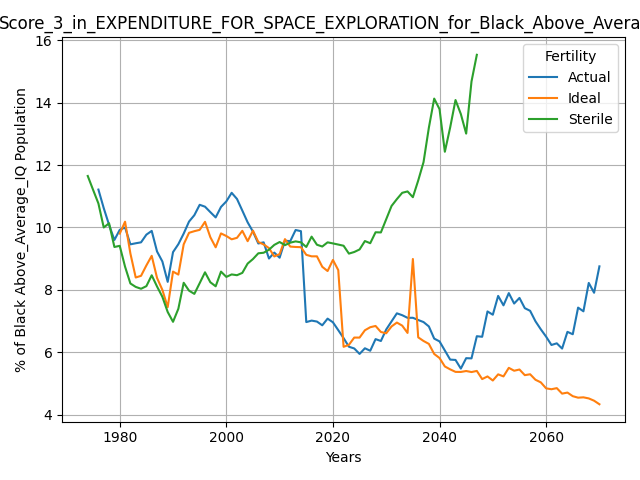 Score_3_in_EXPENDITURE_FOR_SPACE_EXPLORATION_for_Black_Above_Avera
16
14
12
10
8
6
4
% of Black Above_Average_IQ Population
Fertility
Actual
Ideal
Sterile
1980 2000 2020 2040 2060
Years